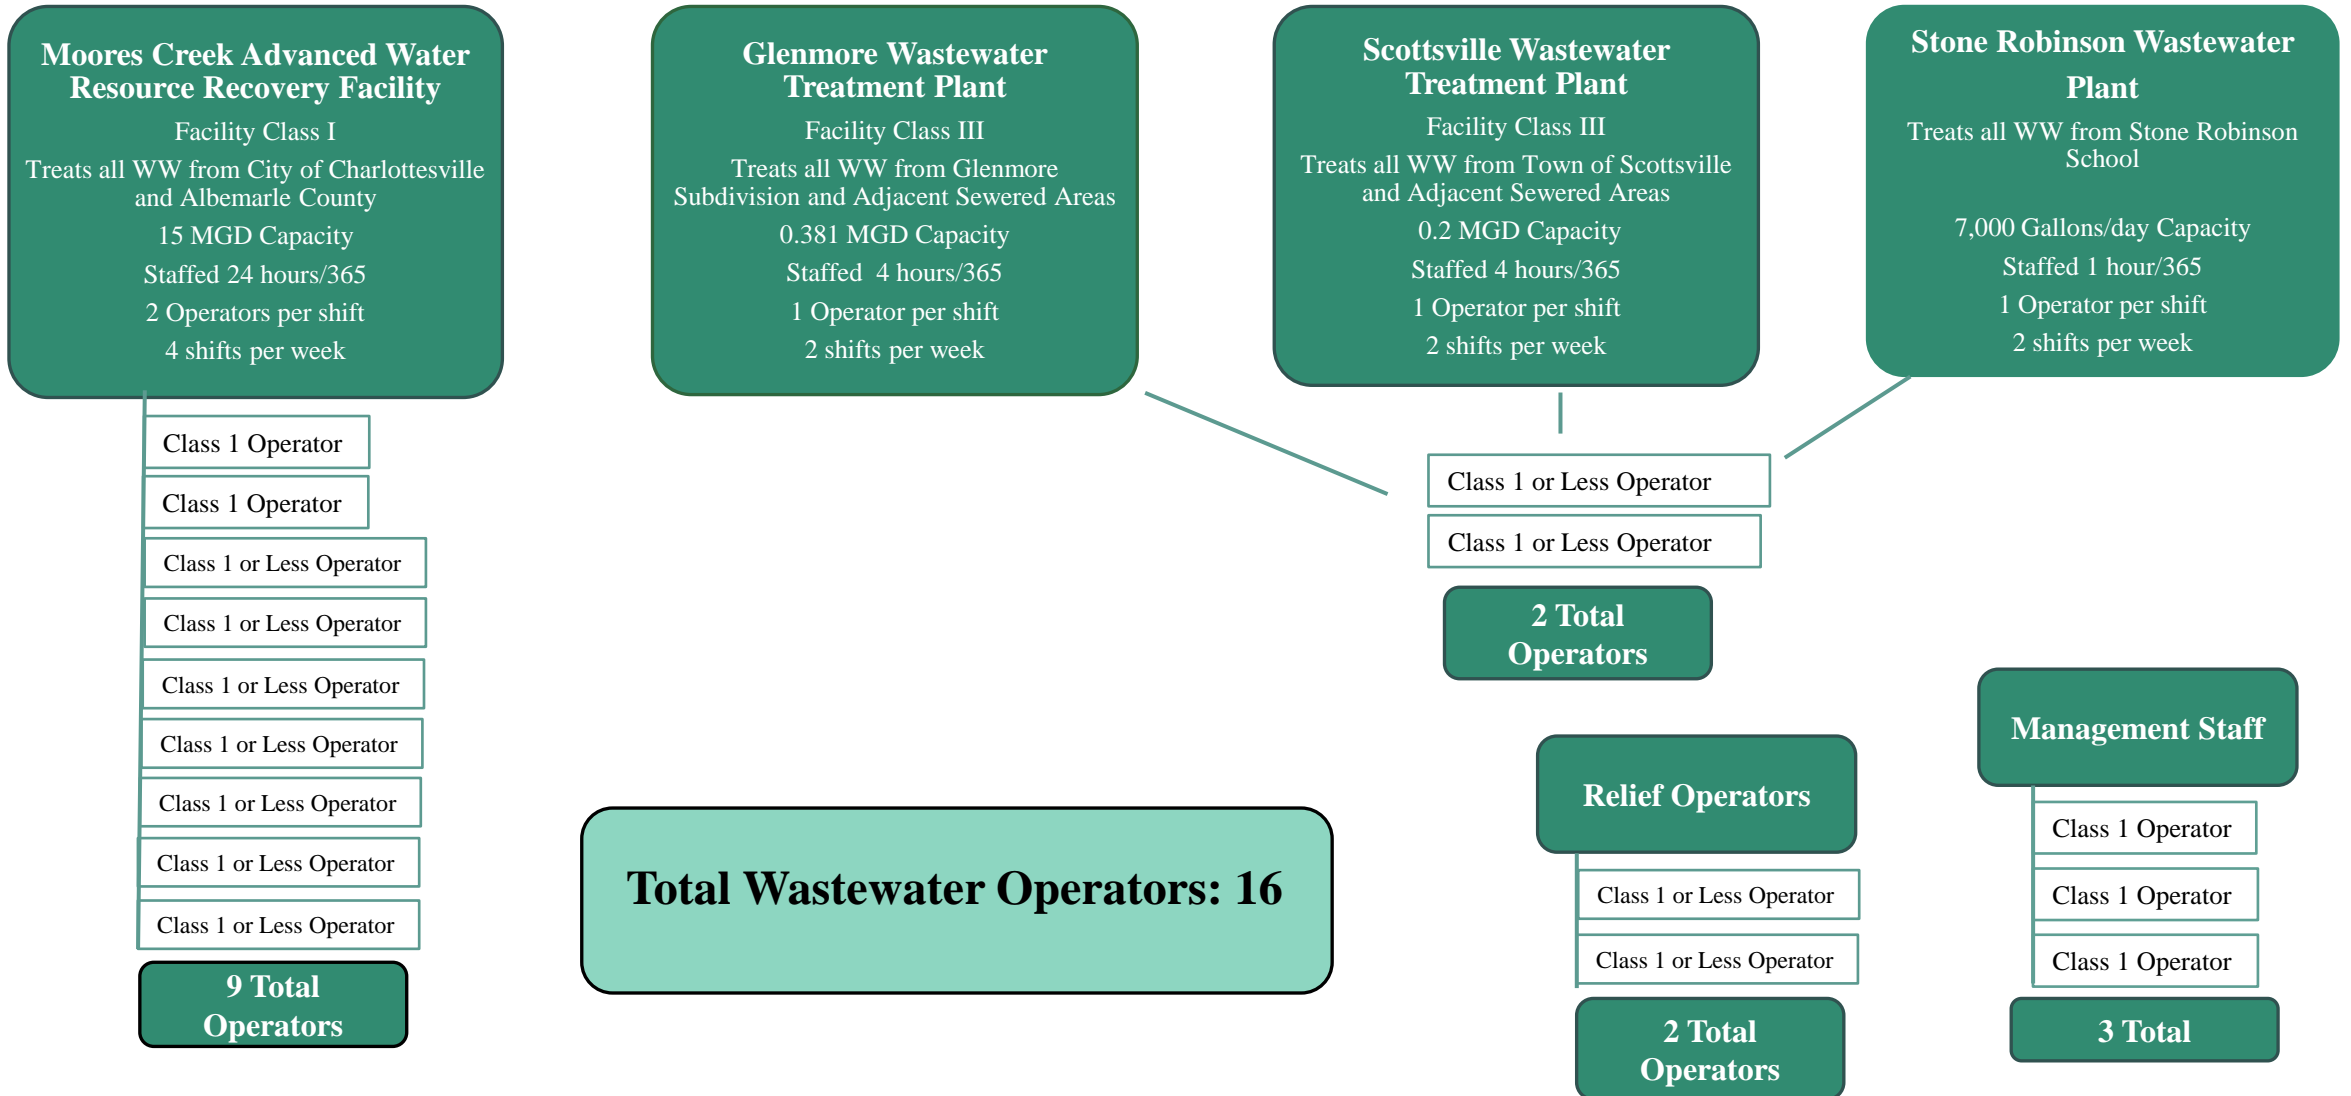 Moores Creek Advanced Water
Resource Recovery Facility
Facility Class I
Treats all WW from City of Charlottesville
and Albemarle County
15 MGD Capacity
Staffed 24 hours/365
2 Operators per shift
4 shifts per week
Glenmore Wastewater
Treatment Plant
Facility Class III
Treats all WW from Glenmore
Subdivision and Adjacent Sewered Areas
0.381 MGD Capacity
Staffed 4 hours/365
1 Operator per shift
2 shifts per week
Scottsville Wastewater
Treatment Plant
Facility Class III
Treats all WW from Town of Scottsville
and Adjacent Sewered Areas
0.2 MGD Capacity
Staffed 4 hours/365
1 Operator per shift
2 shifts per week
Stone Robinson Wastewater
Plant
Treats all WW from Stone Robinson
School
7,000 Gallons/day Capacity
Staffed 1 hour/365
1 Operator per shift
2 shifts per week
Class 1 Operator
Class 1 Operator
Class 1 or Less Operator
Class 1 or Less Operator
Class 1 or Less Operator
Class 1 or Less Operator
Class 1 or Less Operator
Class 1 or Less Operator
Class 1 or Less Operator
9 Total
Operators
Class 1 or Less Operator
Class 1 or Less Operator
2 Total
Operators
Total Wastewater Operators: 16
Relief Operators
Class 1 or Less Operator
Class 1 or Less Operator
2 Total
Operators
Management Staff
Class 1 Operator
Class 1 Operator
Class 1 Operator
3 Total